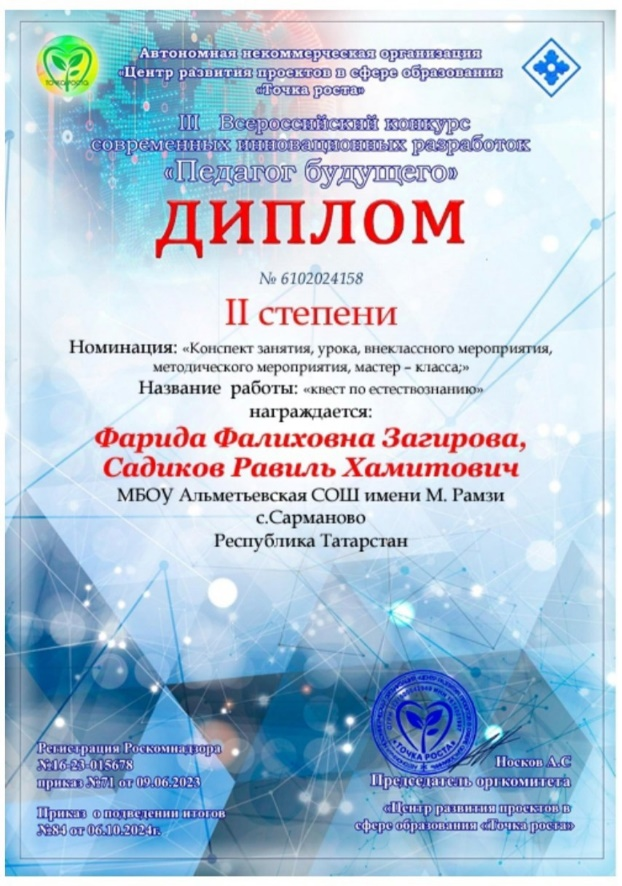 ТОЧКА РОСТА
Автономная некоммерческая организация
«Центр развития проектов в сфере образования
«Точка роста»
III Всероссийский конкурс
современных инновационных разработок
«Педагог будущего»
ДИПЛОМ
№ 6102024158
II степени
Номинация: «Конспект занятия, урока, внеклассного мероприятия,
методического мероприятия, мастер – класса;»
Название работы: «квест по естествознанию»
награждается:
Фарида Фалиховна Загирова,
Садиков Равиль Хамитович
МБОУ Альметьевская СОШ имени М. Рамзи
с.Сарманово
Республика Татарстан
Регистрация Роскомнадзора
№16-23-015678
приказ №71 от 09.06.2023
Приказ о подведении итогов
№84 от 06.10.2024г.
"ТОЧКА РОСТА"
Носков А.С
Председатель оргкомитета
«Центр развития проектов в
сфере образования «Точка роста»